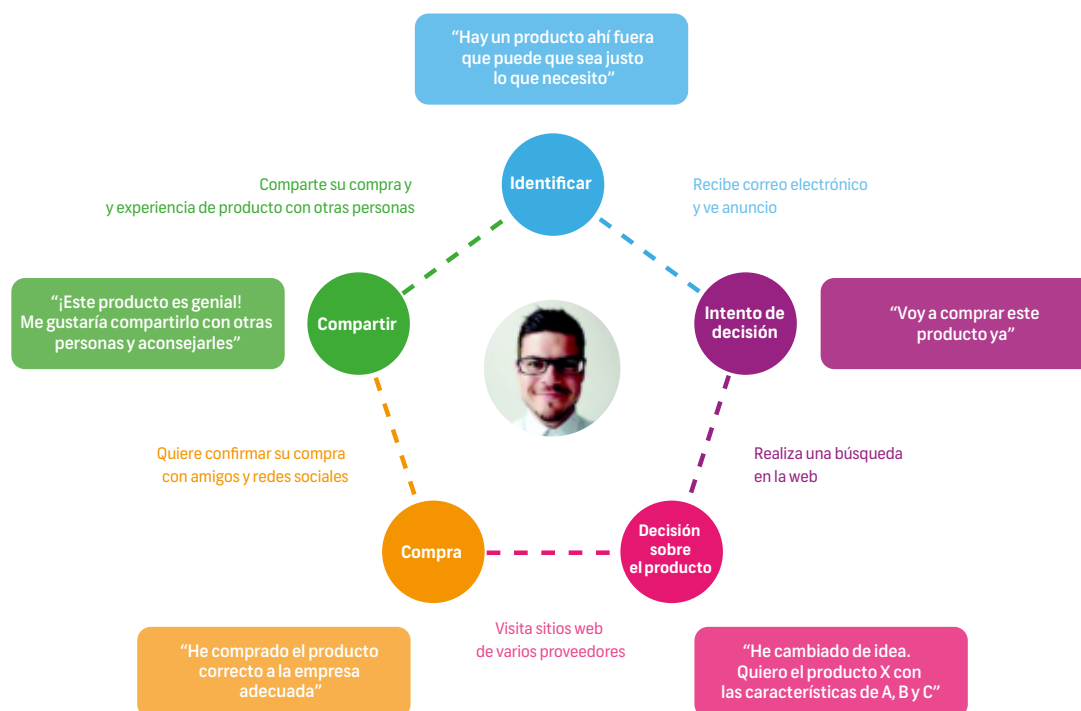 “Hay un producto ahí fuera
que puede que sea justo
lo que necesito”
Identificar
Recibe correo electrónico
y ve anuncio
Intento de
decisión
“Voy a comprar este
producto ya”
Realiza una búsqueda
en la web
Decisión
sobre
el producto
“He cambiado de idea.
Quiero el producto X con
las características de A, B y C”
Visita sitios web
de varios proveedores
Compra
“He comprado el producto
correcto a la empresa
adecuada”
Quiere confirmar su compra
con amigos y redes sociales
Compartir
“¡Este producto es genial!
Me gustaría compartirlo con otras
personas y aconsejarles”
Comparte su compra y
y experiencia de producto con otras personas